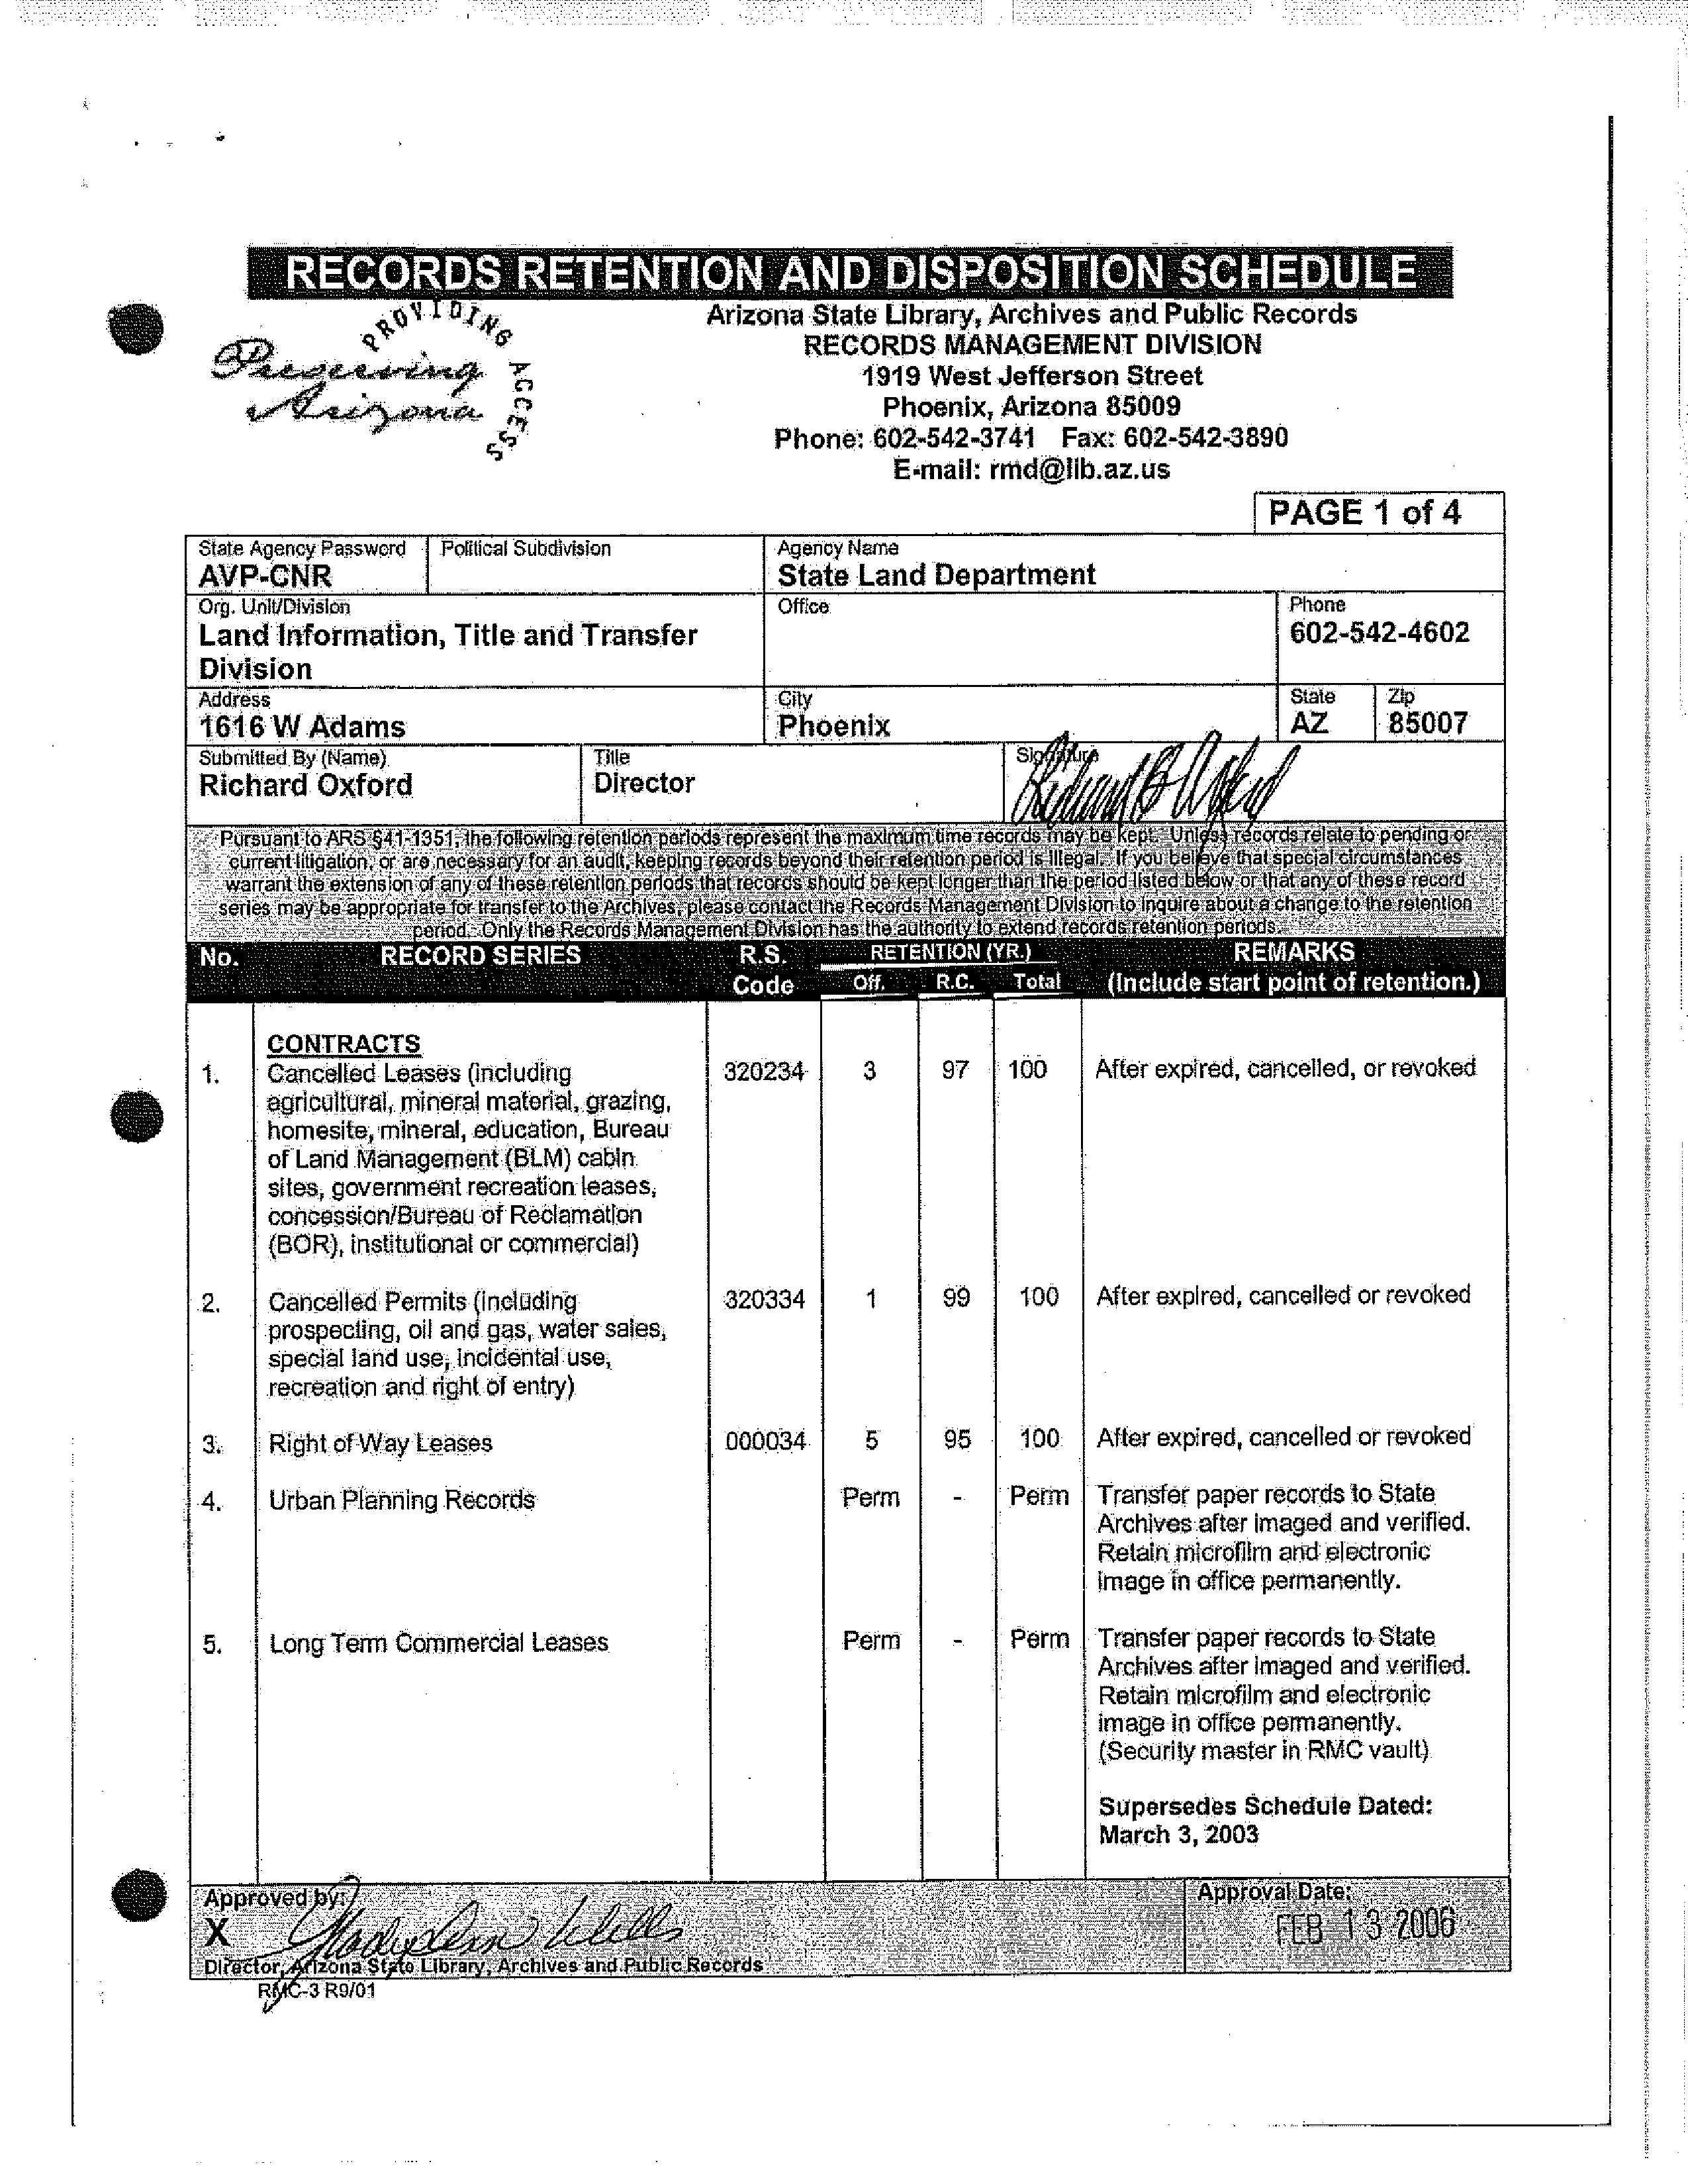 RECORDS RETENTION AND DISPOSITION SCHEDULE
PROVIDING ACCESS
Preserving
Arizona
Arizona State Library, Archives and Public Records
RECORDS MANAGEMENT DIVISION
1919 West Jefferson Street
Phoenix, Arizona 85009
Phone: 602-542-3741 Fax: 602-542-3890
E-mail: rmd@lib.az.us
PAGE 1 of 4
State Agency Password Political Subdivision Agency Name
AVP-CNR State Land Department
Org. Unit/Division Office Phone
Land Information, Title and Transfer 602-542-4602
Division
Address City State Zip
1616 W Adams Phoenix AZ 85007
Submitted By (Name) Title Signature
Richard Oxford Director Richard B Oxford
Pursuant to ARS §41-1351, the following retention periods represent the maximum time records may be kept. Unless records relate to pending or
current litigation, or are necessary for an audit, keeping records beyond their retention period is illegal. If you believe that special circumstances
warrant the extension of any of these retention periods that records should be kept longer than the period listed below or that any of these record
series may be appropriate for transfer to the Archives, please contact the Records Management Division to inquire about a change to the retention
period. Only the Records Management Division has the authority to extend records retention periods.
No. RECORD SERIES R.S. RETENTION (YR.) REMARKS
Code Off. R.C. Total (Include start point of retention.)
CONTRACTS
1. Cancelled Leases (including 320234 3 97 100 After expired, cancelled, or revoked
agricultural, mineral material, grazing,
homesite, mineral, education, Bureau
of Land Management (BLM) cabin
sites, government recreation leases,
concession/Bureau of Reclamation
(BOR), institutional or commercial)
2. Cancelled Permits (including 320334 1 99 100 After expired, cancelled or revoked
prospecting, oil and gas, water sales,
special land use, incidental use,
recreation and right of entry)
3. Right of Way Leases 000034 5 95 100 After expired, cancelled or revoked
4. Urban Planning Records Perm - Perm Transfer paper records to State
Archives after imaged and verified.
Retain microfilm and electronic
image in office permanently.
5. Long Term Commercial Leases Perm - Perm Transfer paper records to State
Archives after imaged and verified.
Retain microfilm and electronic
image in office permanently.
(Security master in RMC vault)
Supersedes Schedule Dated:
March 3, 2003
Approved by: Approval Date:
X GladysAnn Wells FEB 13 2006
Director, Arizona State Library, Archives and Public Records
RMC-3 R9/01